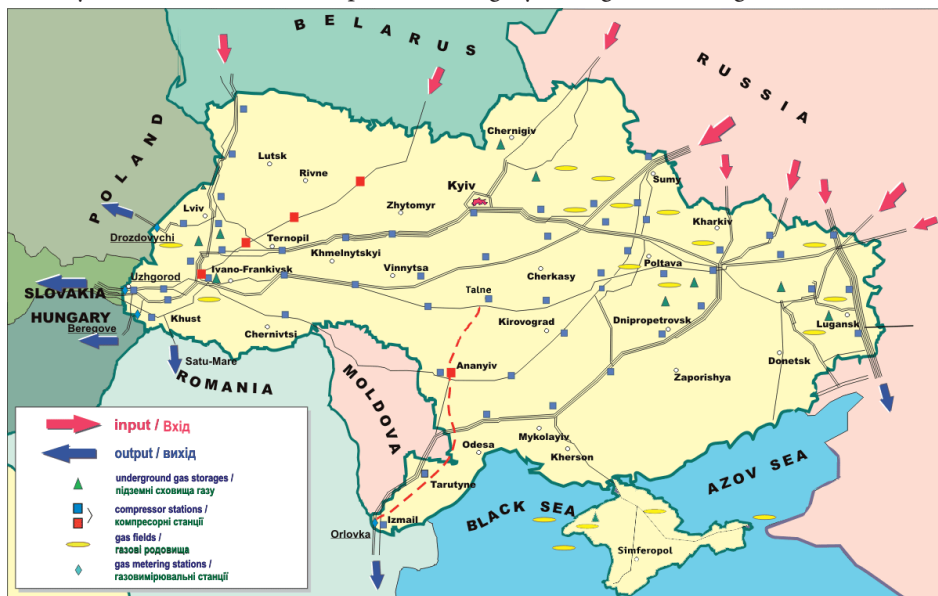 BELARUS
RUSSIA
POLAND
Chernigiv
Lutsk
Rivne
Kyiv
Sumy
Zhytomyr
Lviv
Kharkiv
Drozdovychi
Ternopil
Khmelnytskyi
Poltava
Uzhgorod
Ivano-Frankivsk
Vinnytsa
Cherkasy
SLOVAKIA
Talne
HUNGARY
Beregove
Khust
Chernivtsi
Kirovograd
Dnipropetrovsk
Lugansk
Satu-Mare
Donetsk
ROMANIA
Ananyiv
Zaporishya
MOLDOVA
Odesa
Mykolayiv
Kherson
Tarutyne
AZOV SEA
BLACK SEA
Izmail
Orlovka
Simferopol
input / Вхід
output / вихід
underground gas storages /
підземні сховища газу
compressor stations /
компресорні станції
gas fields /
газові родовища
gas metering stations /
газовимірювальні станції